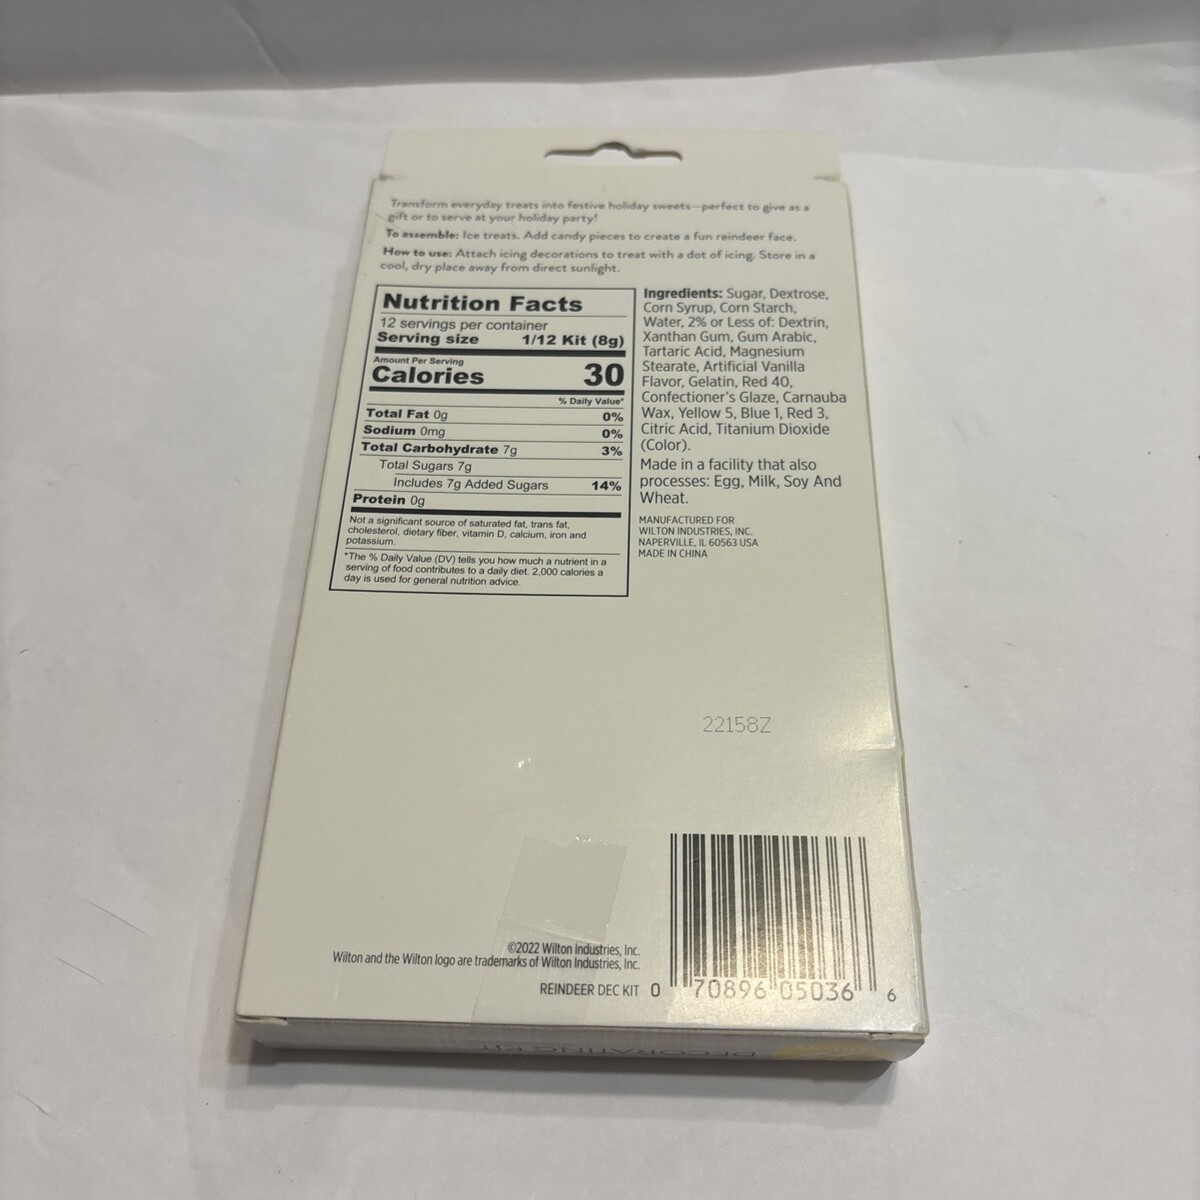 Transform everyday treats into festive holiday sweets—perfect to give as a
gift or to serve at your holiday party!
To assemble: Ice treats. Add candy pieces to create a fun reindeer face.
How to use: Attach icing decorations to treat with a dot of icing. Store in a
cool, dry place away from direct sunlight.
Nutrition Facts
12 servings per container
Serving size 1/12 Kit (8g)
Amount Per Serving
Calories 30
% Daily Value*
Total Fat 0g 0%
Sodium 0mg 0%
Total Carbohydrate 7g 3%
Total Sugars 7g
Includes 7g Added Sugars 14%
Protein 0g
Not a significant source of saturated fat, trans fat,
cholesterol, dietary fiber, vitamin D, calcium, iron and
potassium.
*The % Daily Value (DV) tells you how much a nutrient in a
serving of food contributes to a daily diet. 2,000 calories a
day is used for general nutrition advice.
Ingredients: Sugar, Dextrose,
Corn Syrup, Corn Starch,
Water, 2% or Less of: Dextrin,
Xanthan Gum, Gum Arabic,
Tartaric Acid, Magnesium
Stearate, Artificial Vanilla
Flavor, Gelatin, Red 40,
Confectioner's Glaze, Carnauba
Wax, Yellow 5, Blue 1, Red 3,
Citric Acid, Titanium Dioxide
(Color).
Made in a facility that also
processes: Egg, Milk, Soy And
Wheat.
MANUFACTURED FOR
WILTON INDUSTRIES, INC.
NAPERVILLE, IL 60563 USA
MADE IN CHINA
22158Z
©2022 Wilton Industries, Inc.
Wilton and the Wilton logo are trademarks of Wilton Industries, Inc.
REINDEER DEC KIT
0 70896 05036 6
DECORATING KIT